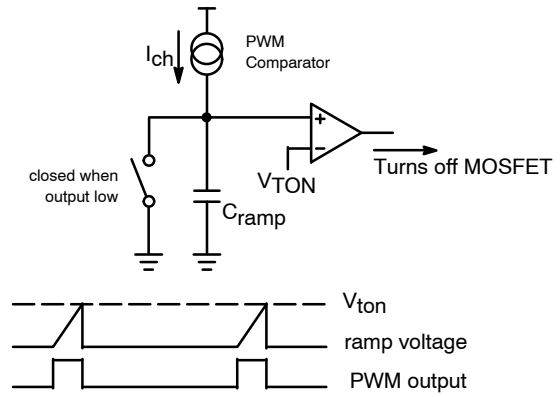 I_ch
PWM
Comparator
+
−
closed when
output low
V_TON
Turns off MOSFET
C_ramp
V_ton
ramp voltage
PWM output